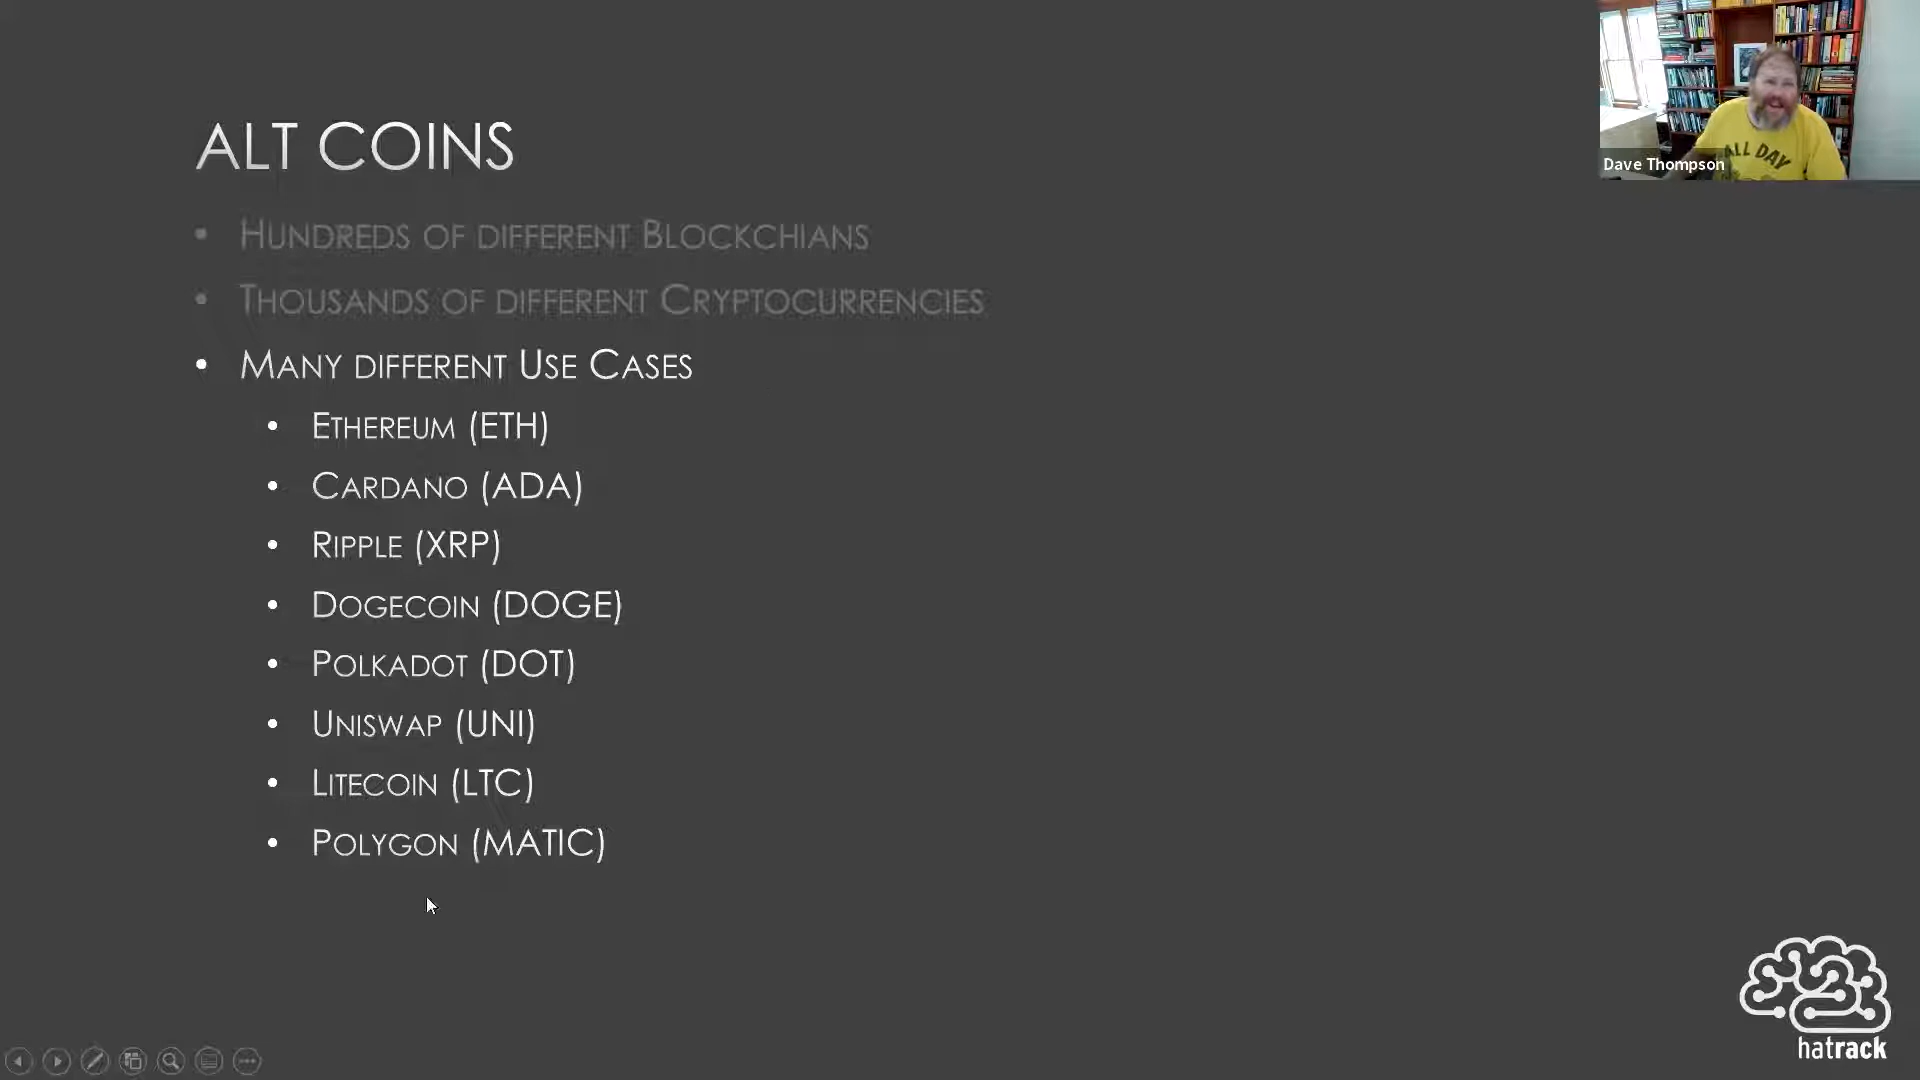 ALT COINS
• HUNDREDS OF DIFFERENT BLOCKCHIANS
• THOUSANDS OF DIFFERENT CRYPTOCURRENCIES
• MANY DIFFERENT USE CASES
• ETHEREUM (ETH)
• CARDANO (ADA)
• RIPPLE (XRP)
• DOGECOIN (DOGE)
• POLKADOT (DOT)
• UNISWAP (UNI)
• LITECOIN (LTC)
• POLYGON (MATIC)
ALL DAY
Dave Thompson
hatrack